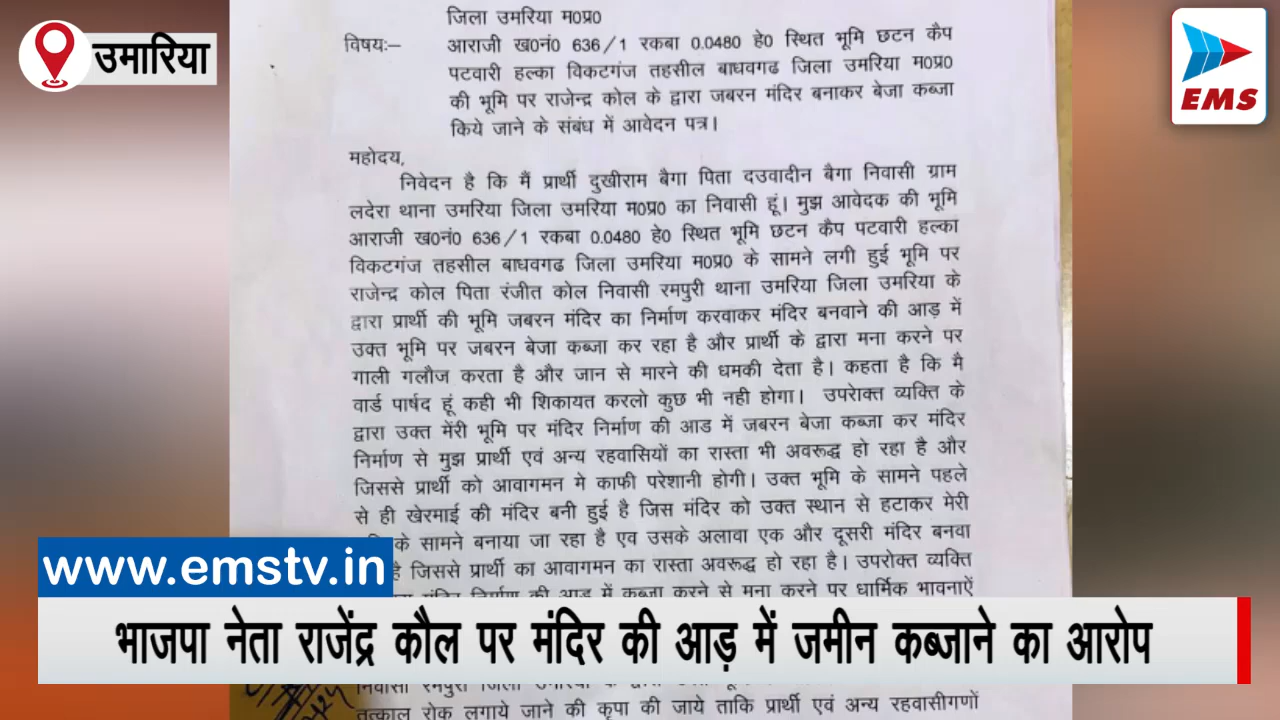 उमारिया
EMS
जिला उमरिया म0प्र0
विषयः– आराजी ख0नं0 636/1 रकबा 0.0480 हे0 स्थित भूमि छटन कैप
पटवारी हल्का विकटगंज तहसील बाधवगढ जिला उमरिया म0प्र0
की भूमि पर राजेन्द्र कोल के द्वारा जबरन मंदिर बनाकर बेजा कब्जा
किये जाने के संबंध में आवेदन पत्र।
महोदय,
निवेदन है कि मैं प्रार्थी दुखीराम बैगा पिता दउवादीन बैगा निवासी ग्राम
लदेरा थाना उमरिया जिला उमरिया म0प्र0 का निवासी हूं। मुझ आवेदक की भूमि
आराजी ख0नं0 636/1 रकबा 0.0480 हे0 स्थित भूमि छटन कैप पटवारी हल्का
विकटगंज तहसील बाधवगढ जिला उमरिया म0प्र0 के सामने लगी हुई भूमि पर
राजेन्द्र कोल पिता रंजीत कोल निवासी रमपुरी थाना उमरिया जिला उमरिया के
द्वारा प्रार्थी की भूमि जबरन मंदिर का निर्माण करवाकर मंदिर बनवाने की आड़ में
उक्त भूमि पर जबरन बेजा कब्जा कर रहा है और प्रार्थी के द्वारा मना करने पर
गाली गलौज करता है और जान से मारने की धमकी देता है। कहता है कि मै
वार्ड पार्षद हूं कही भी शिकायत करलो कुछ भी नही होगा। उपरोक्त व्यक्ति के
द्वारा उक्त मेंरी भूमि पर मंदिर निर्माण की आड में जबरन बेजा कब्जा कर मंदिर
निर्माण से मुझ प्रार्थी एवं अन्य रहवासियों का रास्ता भी अवरूद्ध हो रहा है और
जिससे प्रार्थी को आवागमन मे काफी परेशानी होगी। उक्त भूमि के सामने पहले
से ही खेरमाई की मंदिर बनी हुई है जिस मंदिर को उक्त स्थान से हटाकर मेरी
के सामने बनाया जा रहा है एव उसके अलावा एक और दूसरी मंदिर बनवा
है जिससे प्रार्थी का आवागमन का रास्ता अवरूद्ध हो रहा है। उपरोक्त व्यक्ति
मंदिर निर्माण की आड में कब्जा करने से मना करने पर धार्मिक भावनाऐं
www.emstv.in
भाजपा नेता राजेंद्र कौल पर मंदिर की आड़ में जमीन कब्जाने का आरोप
निवासी रमपुरी जिला उमरिया के द्वारा
तत्काल रोक लगाये जाने की कृपा की जाये ताकि प्रार्थी एवं अन्य रहवासीगणों